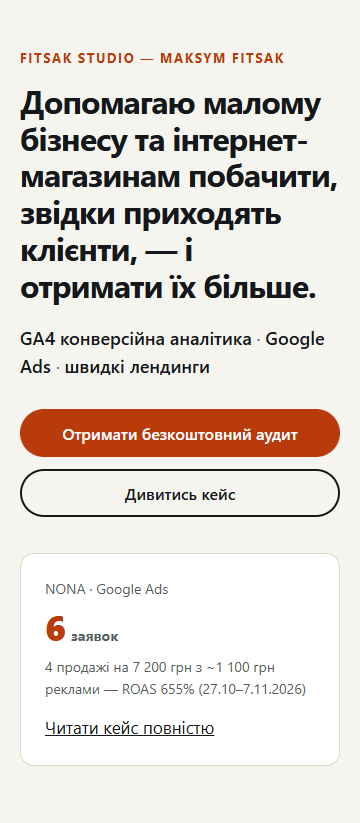 FITSAK STUDIO — MAKSYM FITSAK
Допомагаю малому
бізнесу та інтернет-
магазинам побачити,
звідки приходять
клієнти, — і
отримати їх більше.
GA4 конверсійна аналітика · Google
Ads · швидкі лендинги
Отримати безкоштовний аудит
Дивитись кейс
NONA · Google Ads
6 заявок
4 продажі на 7 200 грн з ~1 100 грн
реклами — ROAS 655% (27.10–7.11.2026)
Читати кейс повністю